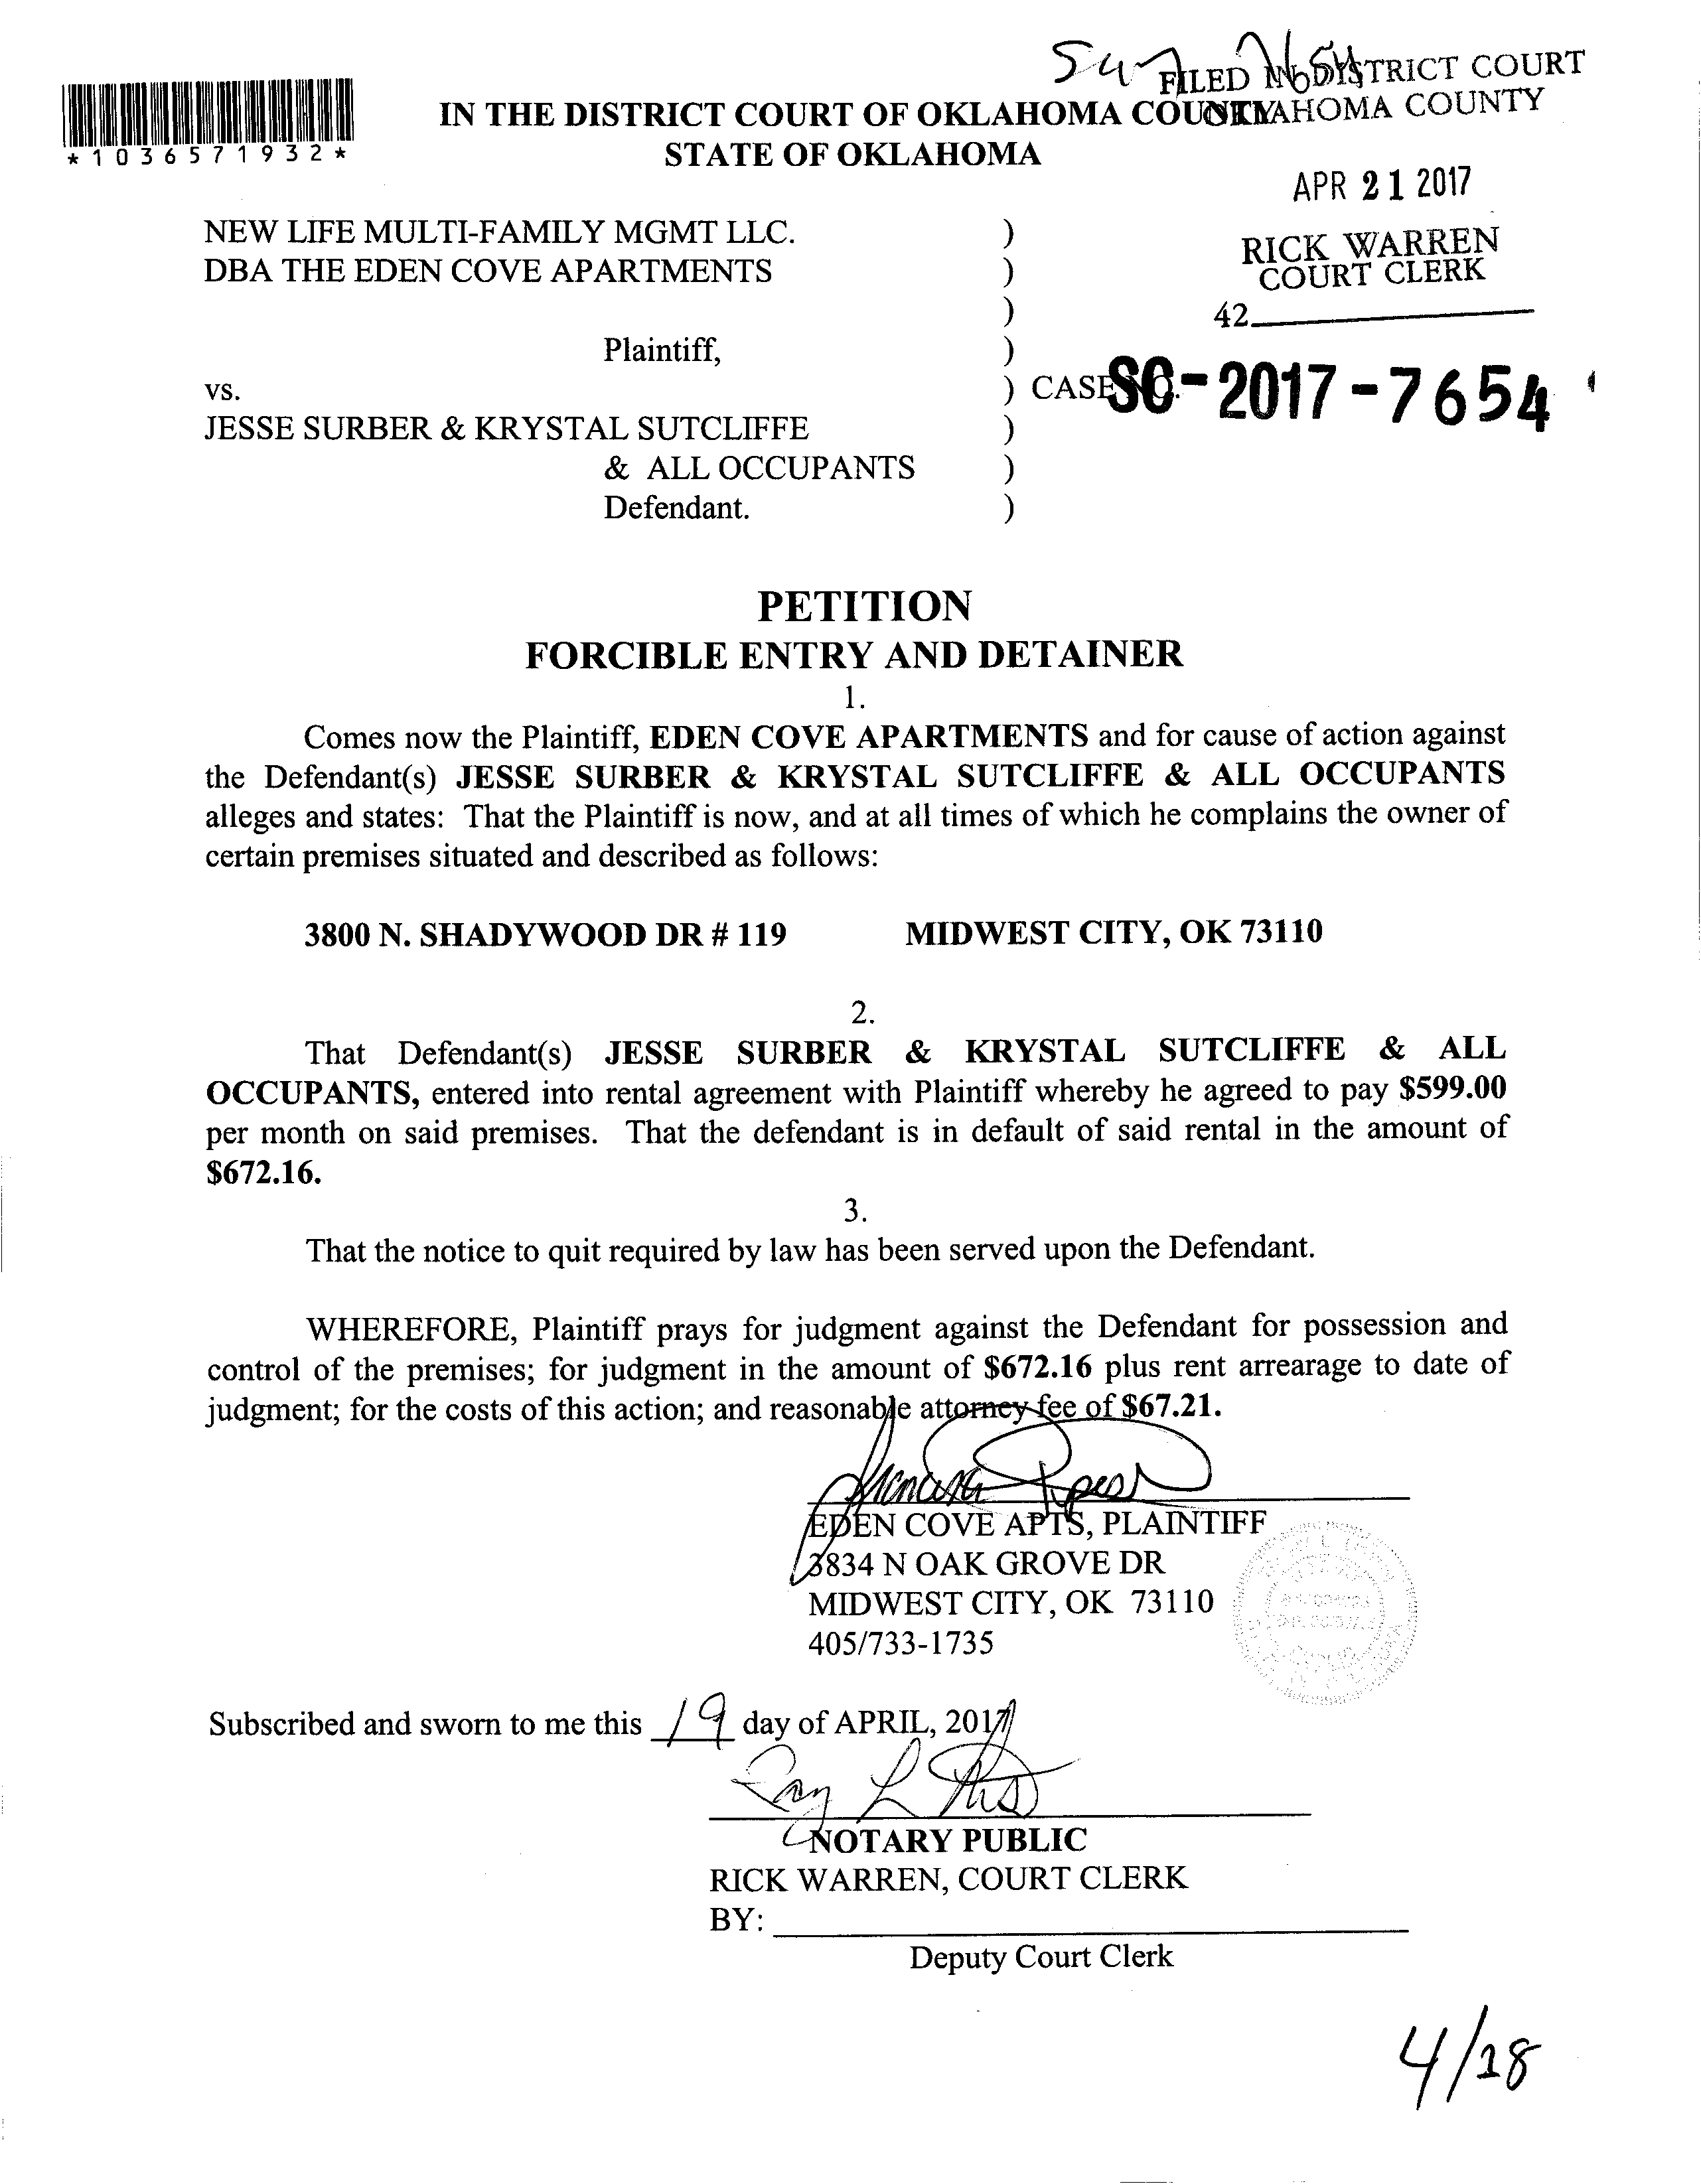 FILED IN DISTRICT COURT
OKLAHOMA COUNTY
IN THE DISTRICT COURT OF OKLAHOMA COUNTY
*1036571932*
STATE OF OKLAHOMA
APR 21 2017
NEW LIFE MULTI-FAMILY MGMT LLC. )
RICK WARREN
DBA THE EDEN COVE APARTMENTS )
COURT CLERK
)
42
Plaintiff, )
vs. ) CASE NO. SC-2017-7654
JESSE SURBER & KRYSTAL SUTCLIFFE )
& ALL OCCUPANTS )
Defendant. )
PETITION
FORCIBLE ENTRY AND DETAINER
1.
Comes now the Plaintiff, EDEN COVE APARTMENTS and for cause of action against
the Defendant(s) JESSE SURBER & KRYSTAL SUTCLIFFE & ALL OCCUPANTS
alleges and states: That the Plaintiff is now, and at all times of which he complains the owner of
certain premises situated and described as follows:
3800 N. SHADYWOOD DR # 119 MIDWEST CITY, OK 73110
2.
That Defendant(s) JESSE SURBER & KRYSTAL SUTCLIFFE & ALL
OCCUPANTS, entered into rental agreement with Plaintiff whereby he agreed to pay $599.00
per month on said premises. That the defendant is in default of said rental in the amount of
$672.16.
3.
That the notice to quit required by law has been served upon the Defendant.
WHEREFORE, Plaintiff prays for judgment against the Defendant for possession and
control of the premises; for judgment in the amount of $672.16 plus rent arrearage to date of
judgment; for the costs of this action; and reasonable attorney fee of $67.21.
EDEN COVE APTS, PLAINTIFF
3834 N OAK GROVE DR
MIDWEST CITY, OK 73110
405/733-1735
Subscribed and sworn to me this 19 day of APRIL, 2017
NOTARY PUBLIC
RICK WARREN, COURT CLERK
BY:
Deputy Court Clerk
4/28